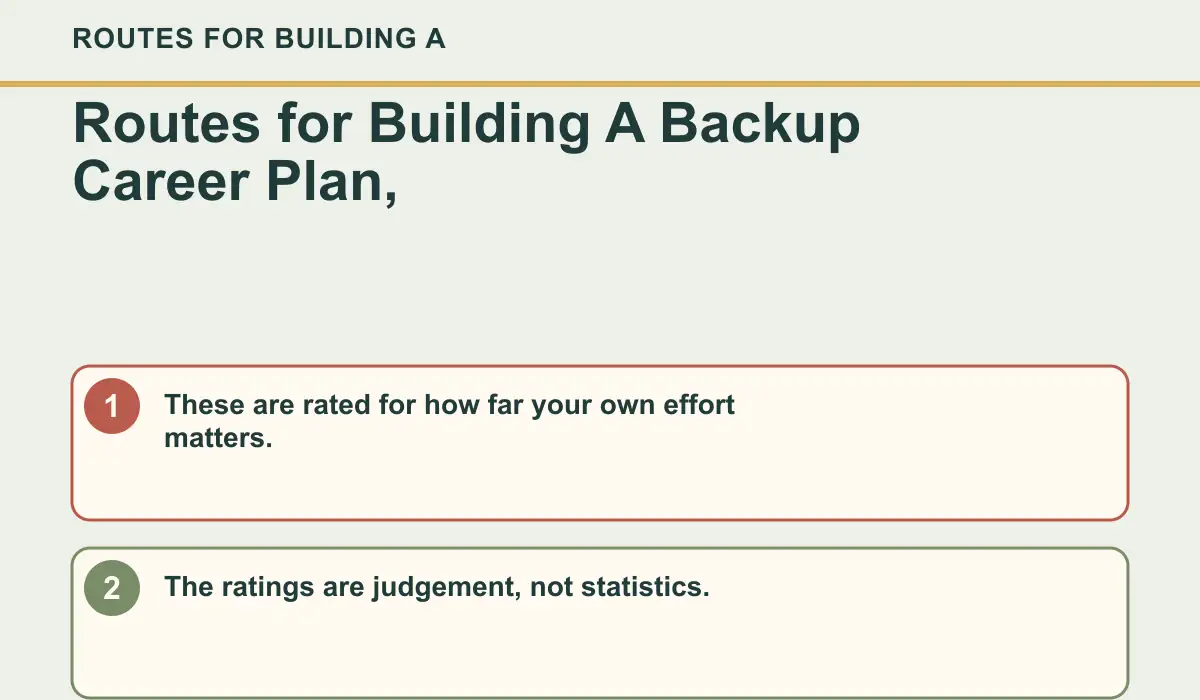 ROUTES FOR BUILDING A
Routes for Building A Backup
Career Plan,
1
These are rated for how far your own effort
matters.
2
The ratings are judgement, not statistics.